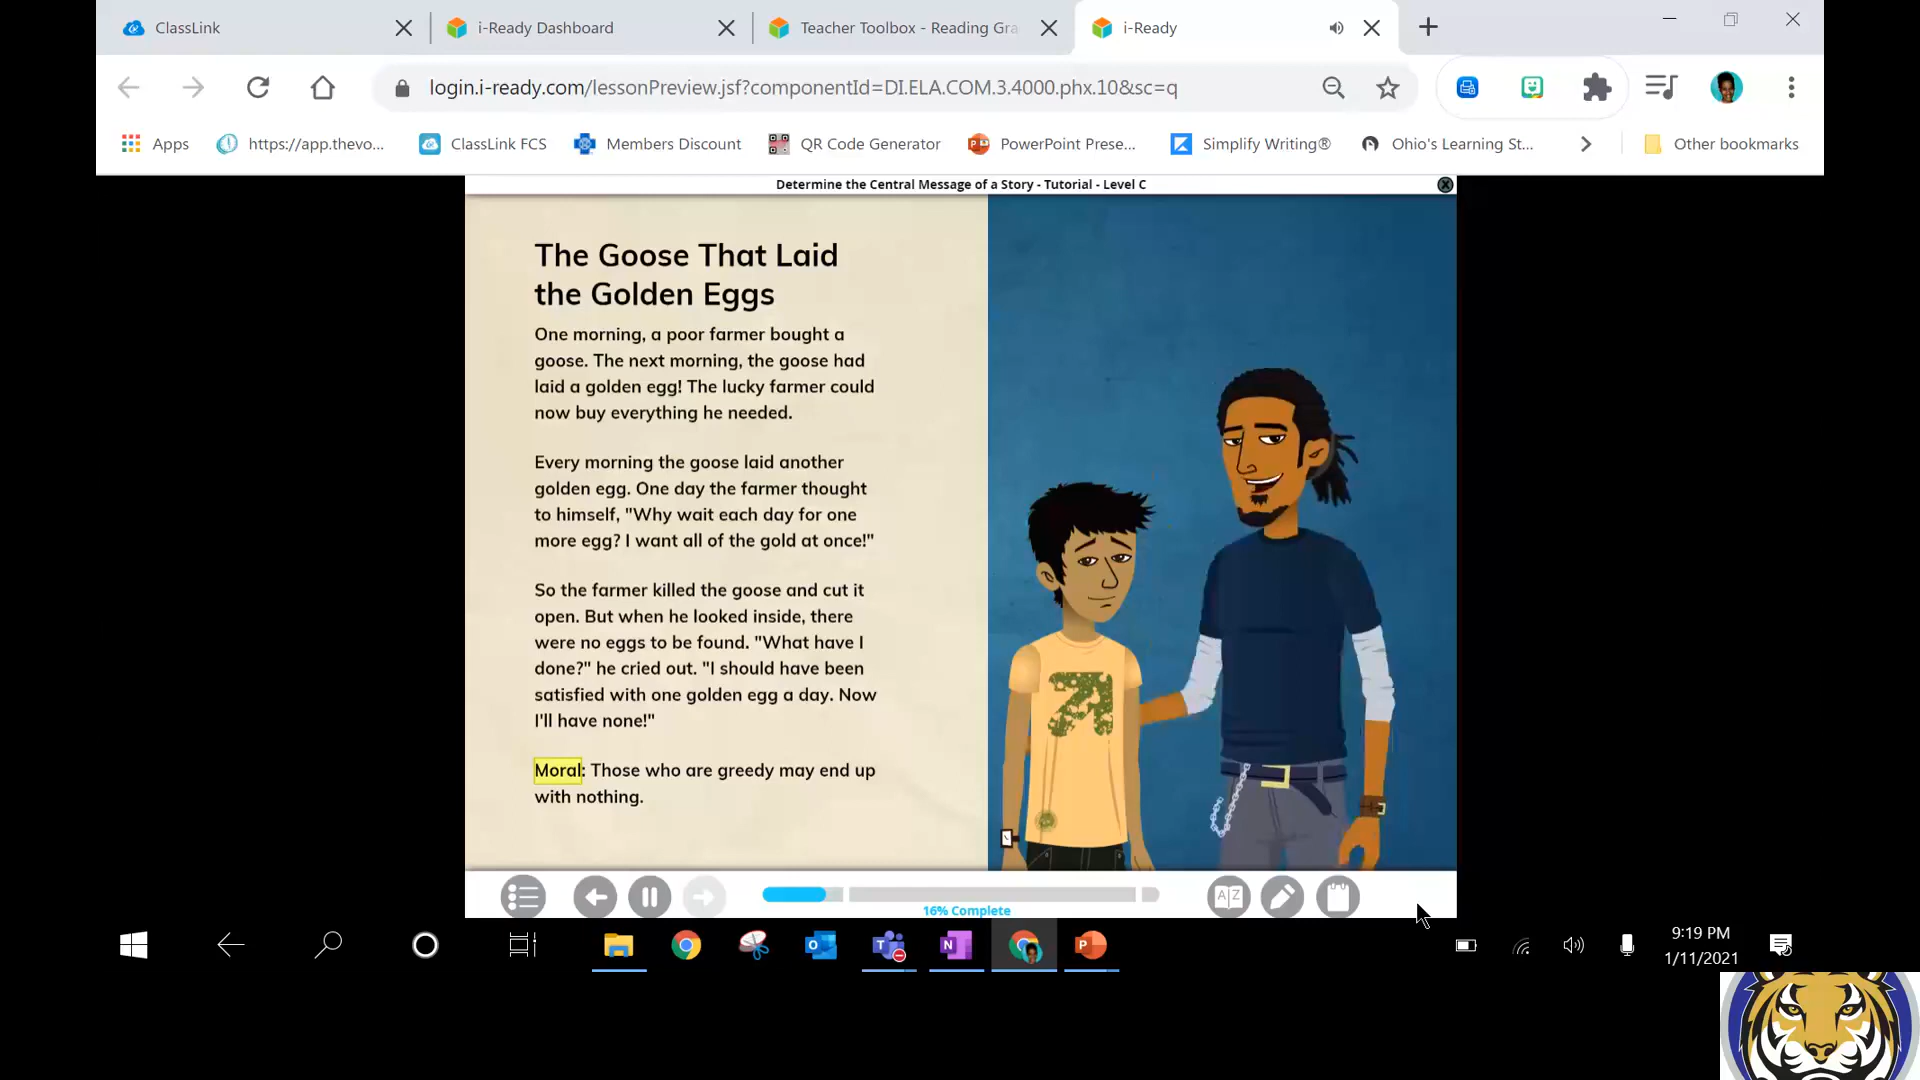 ClassLink
i-Ready Dashboard
Teacher Toolbox - Reading Gra
i-Ready
login.i-ready.com/lessonPreview.jsf?componentId=DI.ELA.COM.3.4000.phx.10&sc=q
Apps
https://app.thevo...
ClassLink FCS
Members Discount
QR Code Generator
PowerPoint Prese...
Simplify Writing®
Ohio's Learning St...
Other bookmarks
Determine the Central Message of a Story - Tutorial - Level C
The Goose That Laid
the Golden Eggs
One morning, a poor farmer bought a
goose. The next morning, the goose had
laid a golden egg! The lucky farmer could
now buy everything he needed.
Every morning the goose laid another
golden egg. One day the farmer thought
to himself, "Why wait each day for one
more egg? I want all of the gold at once!"
So the farmer killed the goose and cut it
open. But when he looked inside, there
were no eggs to be found. "What have I
done?" he cried out. "I should have been
satisfied with one golden egg a day. Now
I'll have none!"
Moral: Those who are greedy may end up
with nothing.
16% Complete
A Z
9:19 PM
1/11/2021